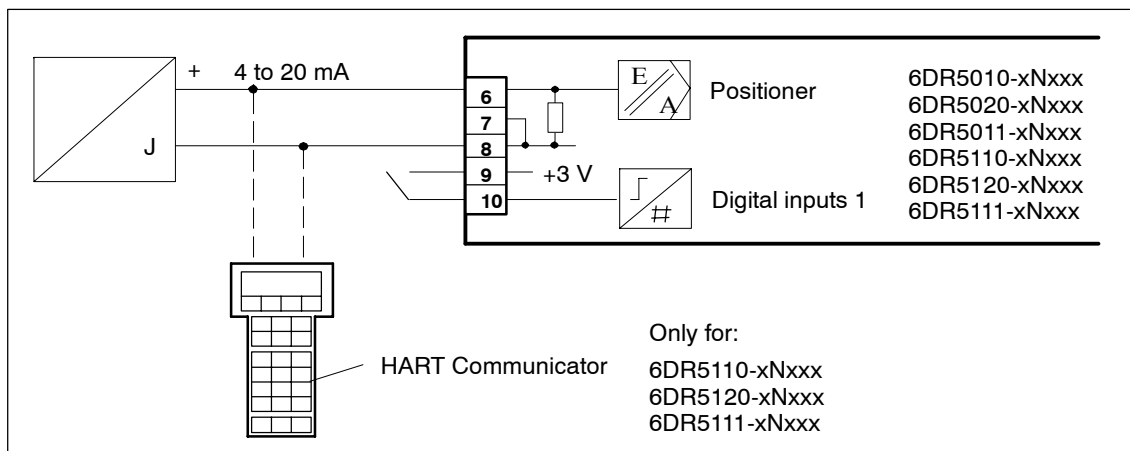 + 4 to 20 mA
J
6
7
8
9
10
+3 V
E
A
Positioner
#
Digital inputs 1
6DR5010-xNxxx
6DR5020-xNxxx
6DR5011-xNxxx
6DR5110-xNxxx
6DR5120-xNxxx
6DR5111-xNxxx
HART Communicator
Only for:
6DR5110-xNxxx
6DR5120-xNxxx
6DR5111-xNxxx